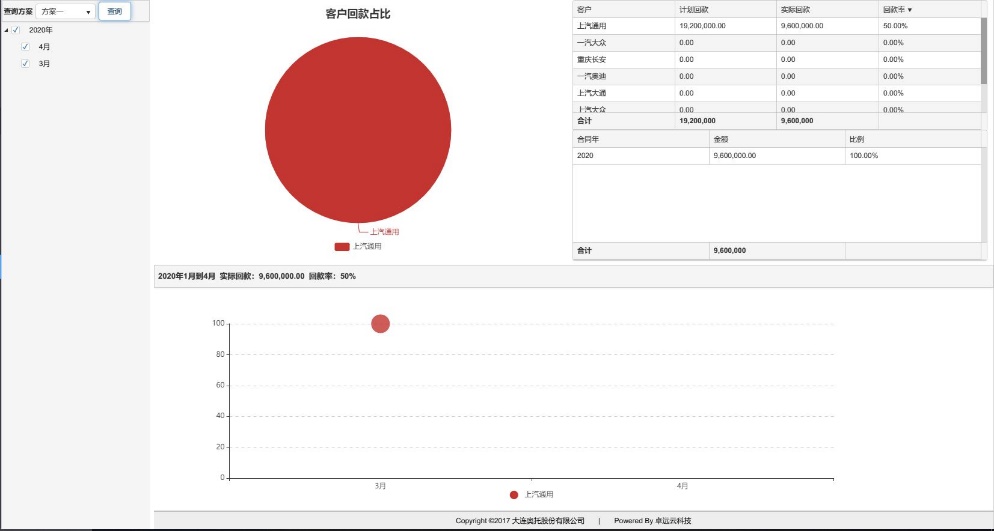 查询方案 方案一 查询
2020年
4月
3月
客户回款占比
上汽通用
上汽通用
客户 计划回款 实际回款 回款率▼
上汽通用 19,200,000.00 9,600,000.00 50.00%
一汽大众 0.00 0.00 0.00%
重庆长安 0.00 0.00 0.00%
一汽奥迪 0.00 0.00 0.00%
上汽大通 0.00 0.00 0.00%
上汽大众 0.00 0.00 0.00%
合计 19,200,000 9,600,000
合同年 金额 比例
2020 9,600,000.00 100.00%
合计 9,600,000
2020年1月到4月 实际回款：9,600,000.00 回款率：50%
100
80
60
40
20
0
3月 4月
上汽通用
Copyright ©2017 大连奥托股份有限公司 | Powered By 卓远云科技